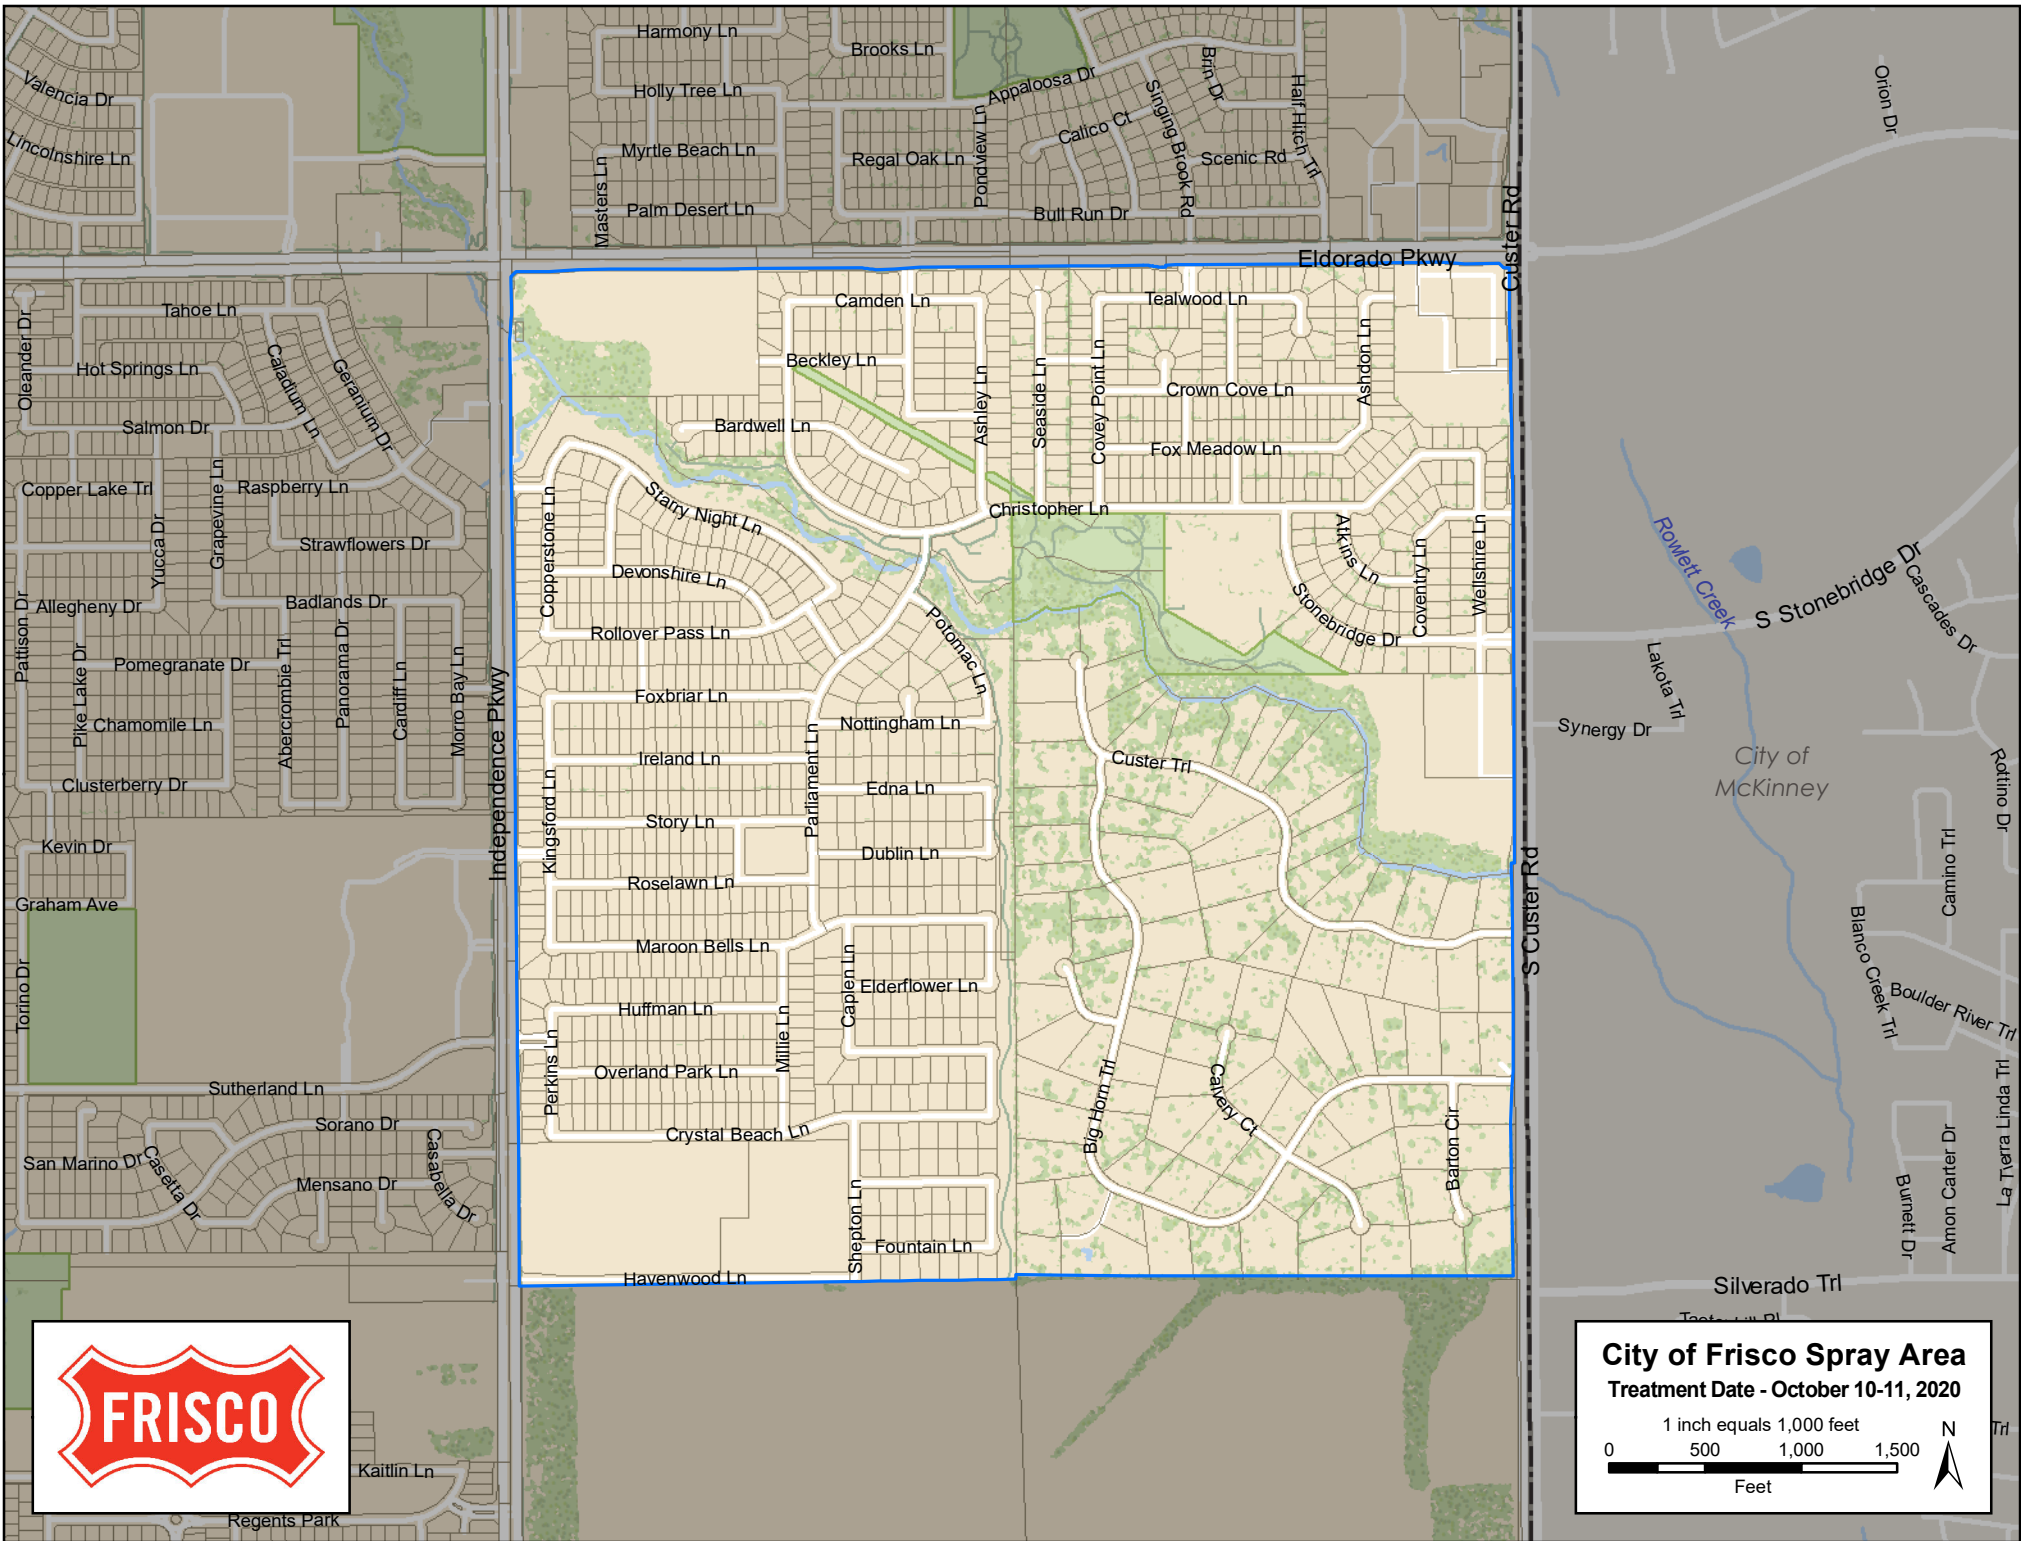 Harmony Ln
Brooks Ln
Valencia Dr
Holly Tree Ln
Appaloosa Dr
Brin Dr
Half Hitch Trl
Orion Dr
Singing Brook Rd
Calico Ct
Lincolnshire Ln
Myrtle Beach Ln
Regal Oak Ln
Pondview Ln
Scenic Rd
Masters Ln
Palm Desert Ln
Bull Run Dr
Custer Rd
Eldorado Pkwy
Oleander Dr
Tahoe Ln
Camden Ln
Tealwood Ln
Hot Springs Ln
Caladium Ln
Geranium Dr
Beckley Ln
Ashley Ln
Seaside Ln
Covey Point Ln
Crown Cove Ln
Ashdon Ln
Salmon Dr
Bardwell Ln
Fox Meadow Ln
Copper Lake Trl
Yucca Dr
Grapevine Ln
Raspberry Ln
Copperstone Ln
Starry Night Ln
Christopher Ln
Atkins Ln
Coventry Ln
Wellshire Ln
Rowlett Creek
Strawflowers Dr
Devonshire Ln
Stonebridge Dr
S Stonebridge Dr
Cascades Dr
Pattison Dr
Allegheny Dr
Badlands Dr
Rollover Pass Ln
Potomac Ln
Pike Lake Dr
Pomegranate Dr
Abercrombie Trl
Panorama Dr
Cardiff Ln
Morro Bay Ln
Independence Pkwy
Foxbriar Ln
Lakota Trl
Chamomile Ln
Nottingham Ln
Synergy Dr
Parliament Ln
Ireland Ln
Custer Trl
City of
McKinney
Rottino Dr
Clusterberry Dr
Kingsford Ln
Edna Ln
Story Ln
Kevin Dr
Dublin Ln
Camino Trl
Roselawn Ln
Graham Ave
S Custer Rd
Blanco Creek Trl
Maroon Bells Ln
Caplen Ln
Torino Dr
Elderflower Ln
Boulder River Trl
Huffman Ln
Millie Ln
Perkins Ln
Overland Park Ln
Big Horn Trl
Calvery Ct
Sutherland Ln
Sorano Dr
Crystal Beach Ln
Barton Cir
La Tierra Linda Trl
San Marino Dr
Casetta Dr
Mensano Dr
Casabella Dr
Shepton Ln
Burnett Dr
Amon Carter Dr
Fountain Ln
Havenwood Ln
Silverado Trl
FRISCO
Kaitlin Ln
Regents Park
City of Frisco Spray Area
Treatment Date - October 10-11, 2020
1 inch equals 1,000 feet
0 500 1,000 1,500
Feet
N
Trl